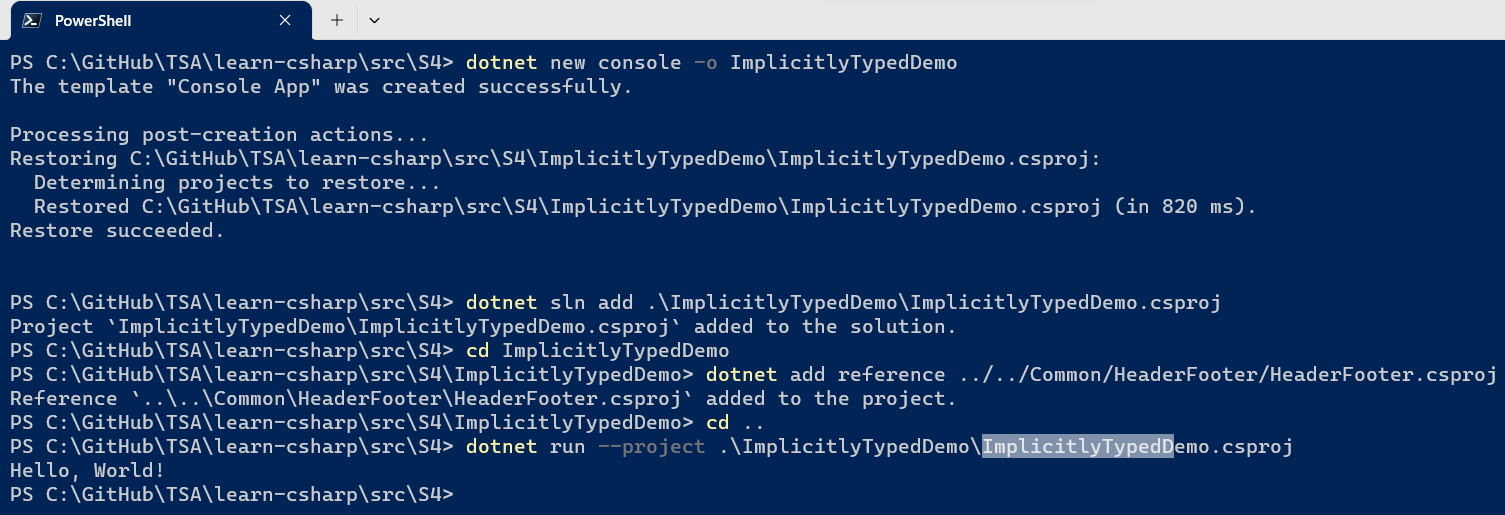 PowerShell
PS C:\GitHub\TSA\learn-csharp\src\S4> dotnet new console -o ImplicitlyTypedDemo
The template "Console App" was created successfully.
Processing post-creation actions...
Restoring C:\GitHub\TSA\learn-csharp\src\S4\ImplicitlyTypedDemo\ImplicitlyTypedDemo.csproj:
  Determining projects to restore...
  Restored C:\GitHub\TSA\learn-csharp\src\S4\ImplicitlyTypedDemo\ImplicitlyTypedDemo.csproj (in 820 ms).
Restore succeeded.
PS C:\GitHub\TSA\learn-csharp\src\S4> dotnet sln add .\ImplicitlyTypedDemo\ImplicitlyTypedDemo.csproj
Project `ImplicitlyTypedDemo\ImplicitlyTypedDemo.csproj` added to the solution.
PS C:\GitHub\TSA\learn-csharp\src\S4> cd ImplicitlyTypedDemo
PS C:\GitHub\TSA\learn-csharp\src\S4\ImplicitlyTypedDemo> dotnet add reference ../../Common/HeaderFooter/HeaderFooter.csproj
Reference `..\..\Common\HeaderFooter\HeaderFooter.csproj` added to the project.
PS C:\GitHub\TSA\learn-csharp\src\S4\ImplicitlyTypedDemo> cd ..
PS C:\GitHub\TSA\learn-csharp\src\S4> dotnet run --project .\ImplicitlyTypedDemo\ImplicitlyTypedDemo.csproj
Hello, World!
PS C:\GitHub\TSA\learn-csharp\src\S4>